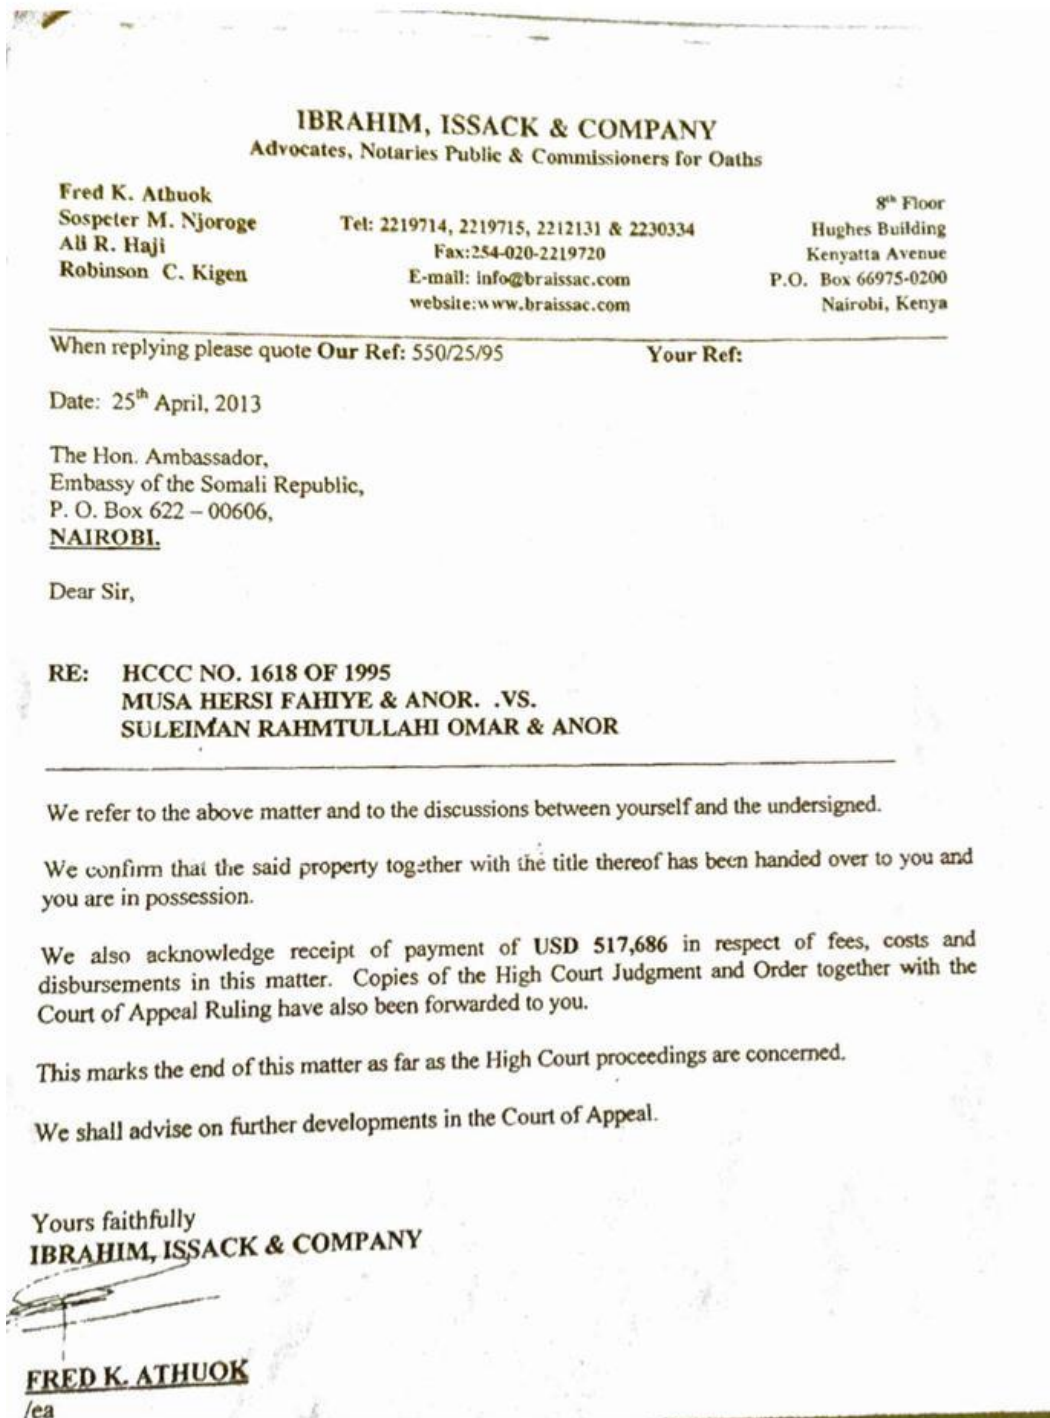 IBRAHIM, ISSACK & COMPANY
Advocates, Notaries Public & Commissioners for Oaths
Fred K. Athuok
Sospeter M. Njoroge
Ali R. Haji
Robinson C. Kigen
Tel: 2219714, 2219715, 2212131 & 2230334
Fax:254-020-2219720
E-mail: info@braissac.com
website:www.braissac.com
8th Floor
Hughes Building
Kenyatta Avenue
P.O. Box 66975-0200
Nairobi, Kenya
When replying please quote Our Ref: 550/25/95 Your Ref:
Date: 25th April, 2013
The Hon. Ambassador,
Embassy of the Somali Republic,
P. O. Box 622 – 00606,
NAIROBI.
Dear Sir,
RE: HCCC NO. 1618 OF 1995
MUSA HERSI FAHIYE & ANOR. .VS.
SULEIMAN RAHMTULLAHI OMAR & ANOR
We refer to the above matter and to the discussions between yourself and the undersigned.
We confirm that the said property together with the title thereof has been handed over to you and
you are in possession.
We also acknowledge receipt of payment of USD 517,686 in respect of fees, costs and
disbursements in this matter. Copies of the High Court Judgment and Order together with the
Court of Appeal Ruling have also been forwarded to you.
This marks the end of this matter as far as the High Court proceedings are concerned.
We shall advise on further developments in the Court of Appeal.
Yours faithfully
IBRAHIM, ISSACK & COMPANY
FRED K. ATHUOK
/ea